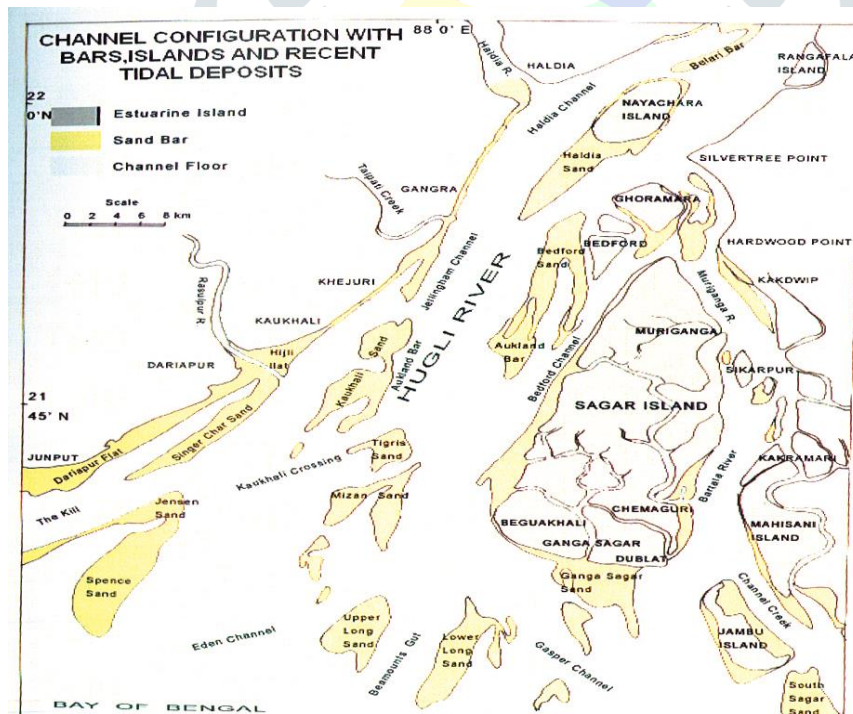 CHANNEL CONFIGURATION WITH
BARS,ISLANDS AND RECENT
TIDAL DEPOSITS
88 0' E
22
0'N
Estuarine Island
Sand Bar
Channel Floor
Scale
0 2 4 6 8 km
Haldia R.
HALDIA
Belari Bar
RANGAFALA
ISLAND
Haldia Channel
NAYACHARA
ISLAND
Haldia
Sand
SILVERTREE POINT
Taipati Creek
GANGRA
GHORAMARA
BEDFORD
HARDWOOD POINT
Bedford
Sand
KHEJURI
Jellingham Channel
HUGLI RIVER
Muriganga R.
KAKDWIP
Rasulpur R
KAUKHALI
MURIGANGA
Hijli
DARIAPUR
Kaukhali
Sand
Aukland Bar
Aukland
Bar
Bedford Channel
SIKARPUR
21
45' N
SAGAR ISLAND
JUNPUT
Dariapur Flat
Singer Char Sand
Kaukhali Crossing
Tigris
Sand
KAKRAMARI
Bartala River
The Kill
Jensen
Sand
Mizan Sand
BEGUAKHALI
CHEMAGURI
MAHISANI
ISLAND
GANGA SAGAR
DUBLAT
Spence
Sand
Ganga Sagar
Sand
Channel Creek
Eden Channel
Upper
Long
Sand
Beamounts Gut
Lower
Long
Sand
Gasper Channel
JAMBU
ISLAND
BAY OF BENGAL
South
Sagar
Sand